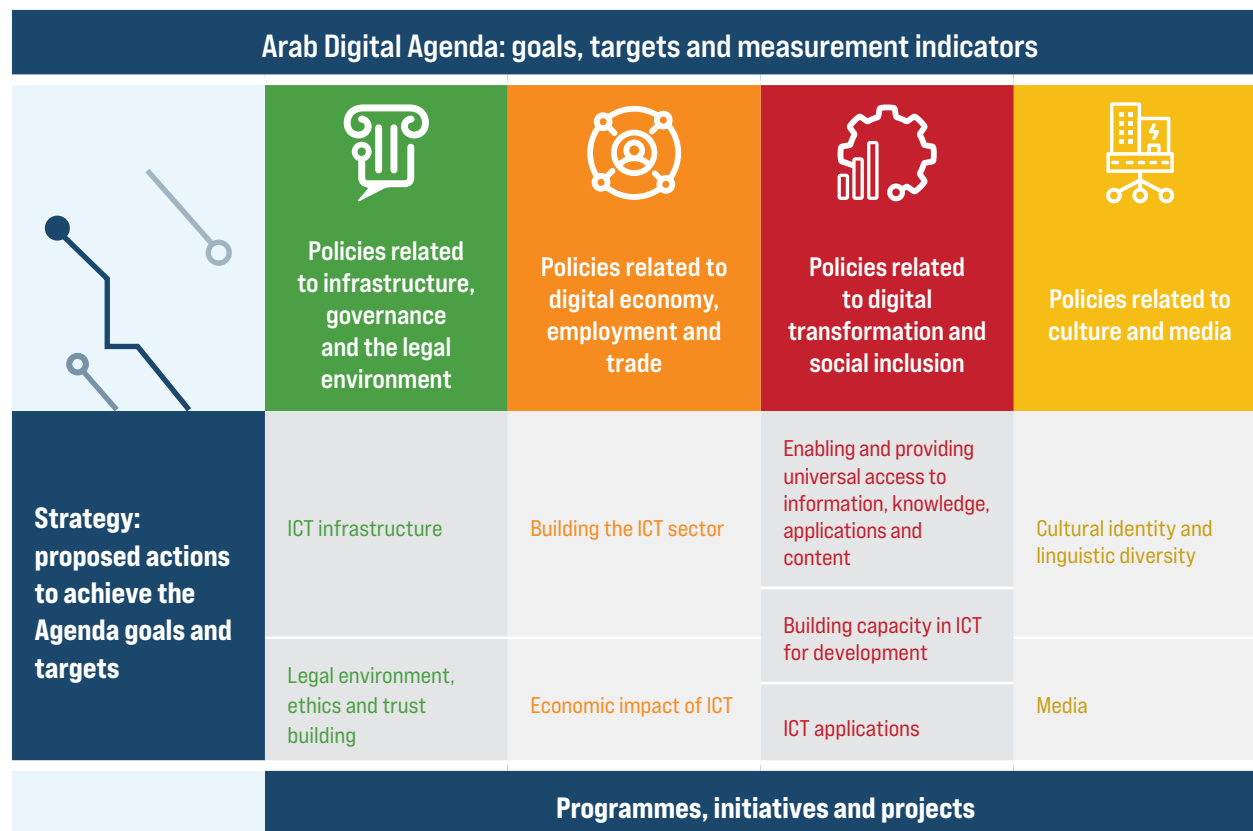 Arab Digital Agenda: goals, targets and measurement indicators
Policies related
to infrastructure,
governance
and the legal
environment
Policies related to
digital economy,
employment and
trade
Policies related
to digital
transformation and
social inclusion
Policies related to
culture and media
Strategy:
proposed actions
to achieve the
Agenda goals and
targets
ICT infrastructure
Legal environment,
ethics and trust
building
Building the ICT sector
Economic impact of ICT
Enabling and providing
universal access to
information, knowledge,
applications and
content
Building capacity in ICT
for development
ICT applications
Cultural identity and
linguistic diversity
Media
Programmes, initiatives and projects